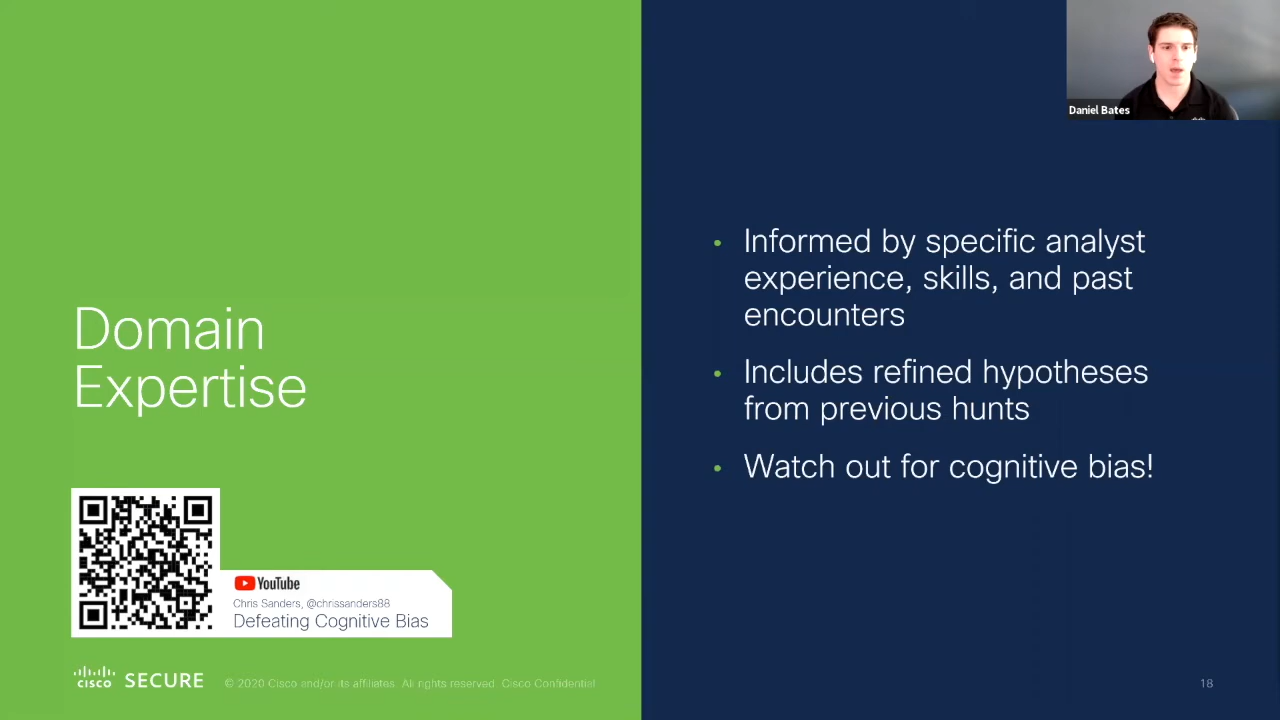 Daniel Bates
Domain
Expertise
• Informed by specific analyst
experience, skills, and past
encounters
• Includes refined hypotheses
from previous hunts
• Watch out for cognitive bias!
YouTube
Chris Sanders, @chrissanders88
Defeating Cognitive Bias
CISCO SECURE © 2020 Cisco and/or its affiliates. All rights reserved. Cisco Confidential 18